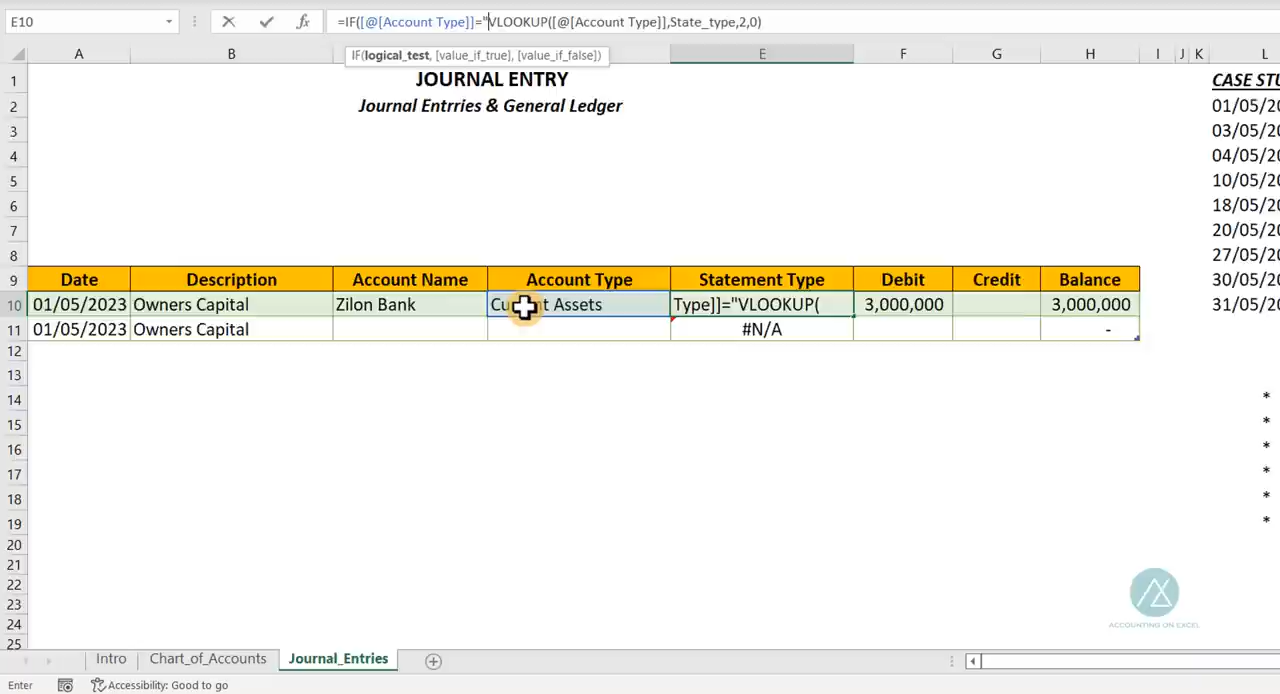 E10
=IF([@[Account Type]]="VLOOKUP([@[Account Type]],State_type,2,0)
IF(logical_test, [value_if_true], [value_if_false])
A B E F G H I J K L
1 JOURNAL ENTRY CASE STU
2 Journal Entrries & General Ledger 01/05/20
3 03/05/20
4 04/05/20
5 10/05/20
6 18/05/20
7 20/05/20
8 27/05/20
9 Date Description Account Name Account Type Statement Type Debit Credit Balance 30/05/20
10 01/05/2023 Owners Capital Zilon Bank Current Assets Type]]="VLOOKUP( 3,000,000 3,000,000 31/05/20
11 01/05/2023 Owners Capital #N/A -
12
13
14 *
15 *
16 *
17 *
18 *
19 *
20
21
22
23
24
25
ACCOUNTING ON EXCEL
Intro Chart_of_Accounts Journal_Entries
Enter Accessibility: Good to go